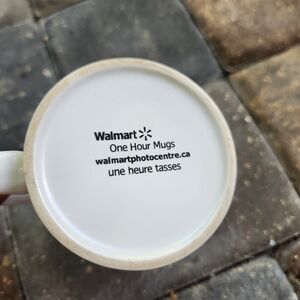 Walmart
One Hour Mugs
walmartphotocentre.ca
une heure tasses